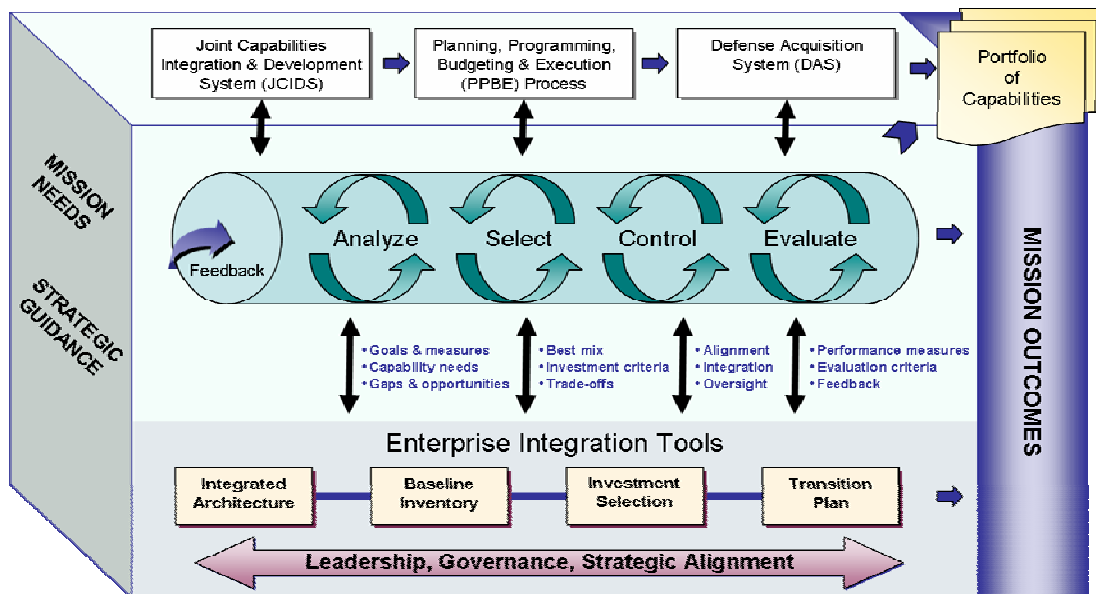 Joint Capabilities
Integration & Development
System (JCIDS)
Planning, Programming,
Budgeting & Execution
(PPBE) Process
Defense Acquisition
System (DAS)
Portfolio
of
Capabilities
MISSION
NEEDS
STRATEGIC
GUIDANCE
Feedback
Analyze
Select
Control
Evaluate
• Goals & measures
• Capability needs
• Gaps & opportunities
• Best mix
• Investment criteria
• Trade-offs
• Alignment
• Integration
• Oversight
• Performance measures
• Evaluation criteria
• Feedback
MISSION OUTCOMES
Enterprise Integration Tools
Integrated
Architecture
Baseline
Inventory
Investment
Selection
Transition
Plan
Leadership, Governance, Strategic Alignment